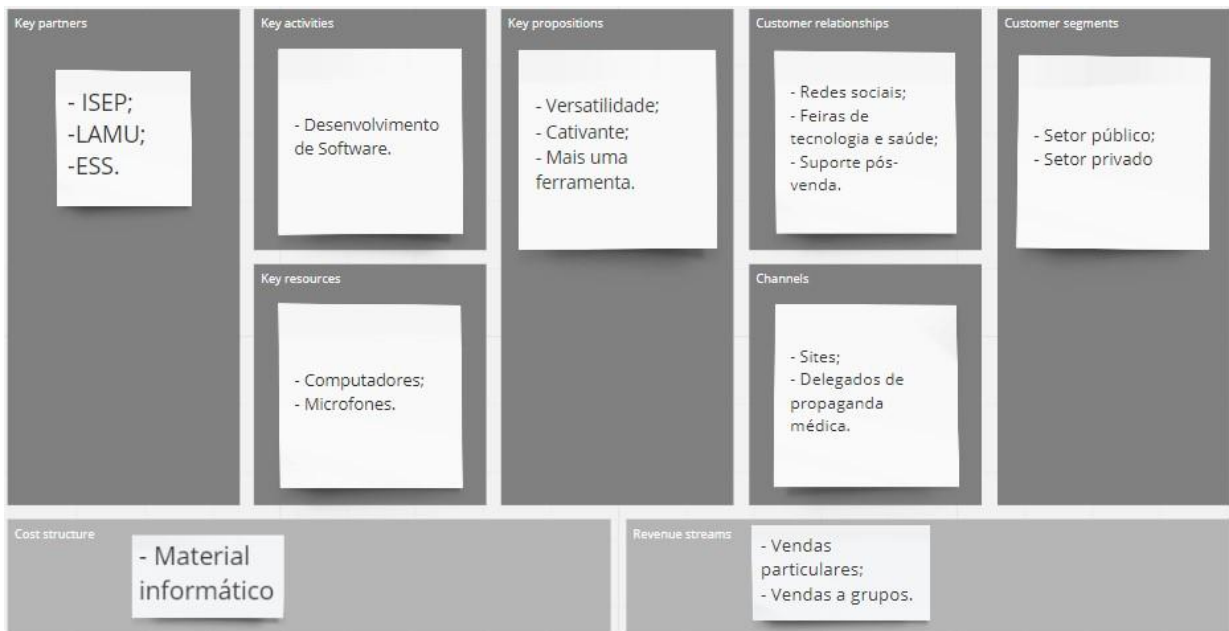 Key partners
- ISEP;
-LAMU;
-ESS.
Key activities
- Desenvolvimento
de Software.
Key resources
- Computadores;
- Microfones.
Key propositions
- Versatilidade;
- Cativante;
- Mais uma
ferramenta.
Customer relationships
- Redes sociais;
- Feiras de
tecnologia e saúde;
- Suporte pós-
venda.
Channels
- Sites;
- Delegados de
propaganda
médica.
Customer segments
- Setor público;
- Setor privado
Cost structure
- Material
informático
Revenue streams
- Vendas
particulares;
- Vendas a grupos.